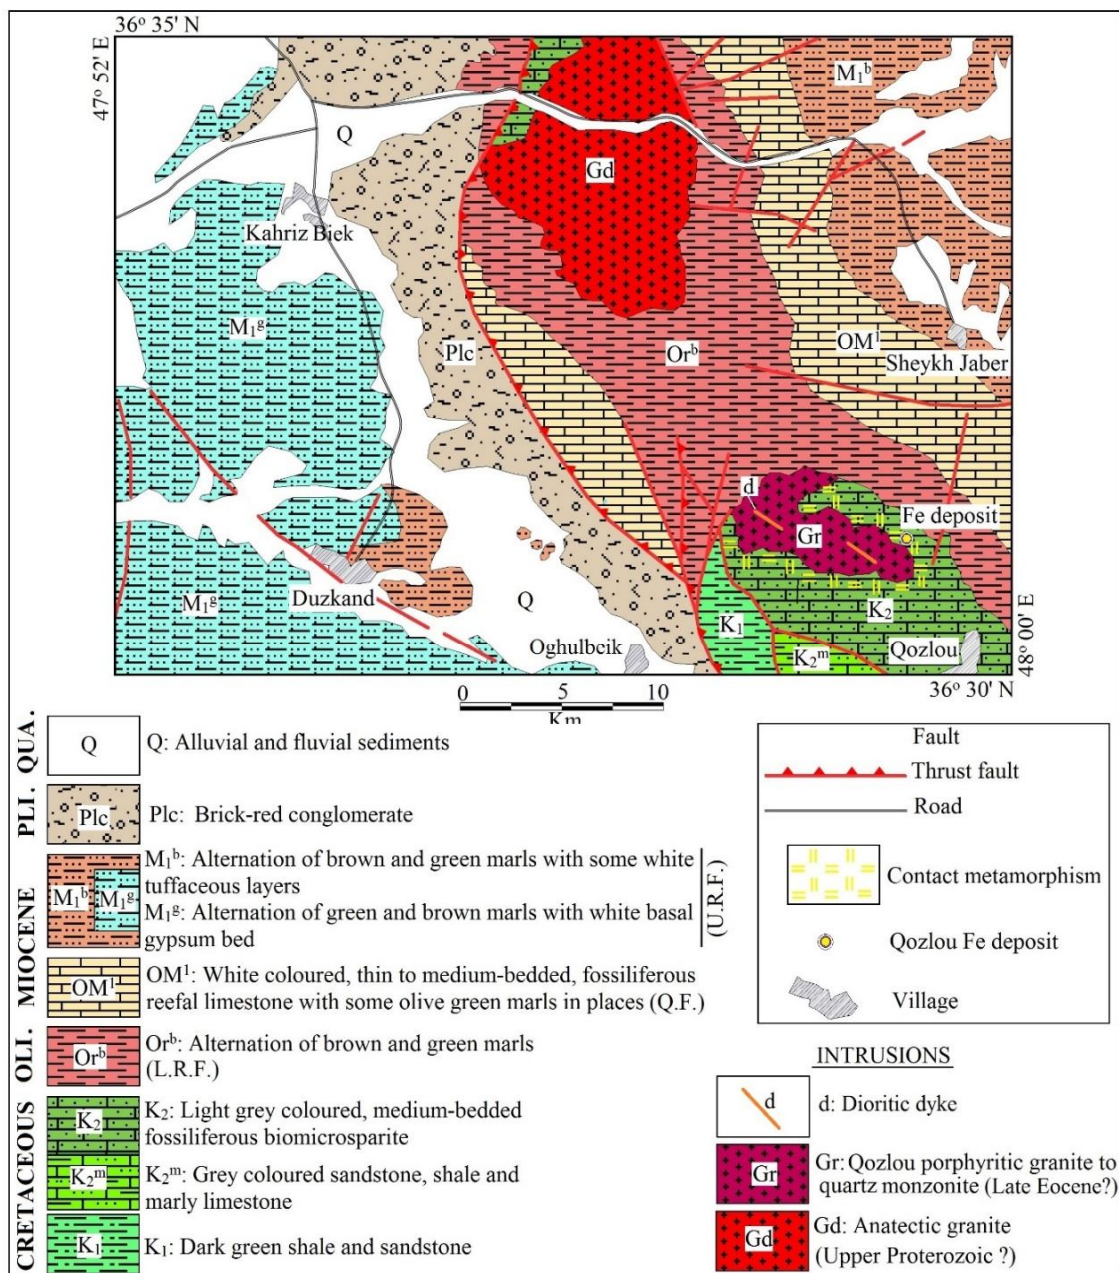 36º 35' N
47º 52' E
M₁ᵇ
Q
Gd
Kahriz Biek
M₁ᵍ
Plc
Orᵇ
OM¹
Sheykh Jaber
d
Fe deposit
Gr
M₁ᵍ
Duzkand
Q
K₁
K₂
Oghulbeik
K₂ᵐ
Qozlou
48º 00' E
36º 30' N
0 5 10
Km
QUA.
Q
Q: Alluvial and fluvial sediments
PLI.
Plc
Plc: Brick-red conglomerate
MIOCENE
M₁ᵇ
M₁ᵍ
M₁ᵇ: Alternation of brown and green marls with some white
tuffaceous layers
M₁ᵍ: Alternation of green and brown marls with white basal
gypsum bed
(U.R.F.)
OM¹
OM¹: White coloured, thin to medium-bedded, fossiliferous
reefal limestone with some olive green marls in places (Q.F.)
OLI.
Orᵇ
Orᵇ: Alternation of brown and green marls
(L.R.F.)
CRETACEOUS
K₂
K₂: Light grey coloured, medium-bedded
fossiliferous biomicrosparite
K₂ᵐ
K₂ᵐ: Grey coloured sandstone, shale and
marly limestone
K₁
K₁: Dark green shale and sandstone
Fault
Thrust fault
Road
Contact metamorphism
Qozlou Fe deposit
Village
INTRUSIONS
d
d: Dioritic dyke
Gr
Gr: Qozlou porphyritic granite to
quartz monzonite (Late Eocene?)
Gd
Gd: Anatectic granite
(Upper Proterozoic ?)